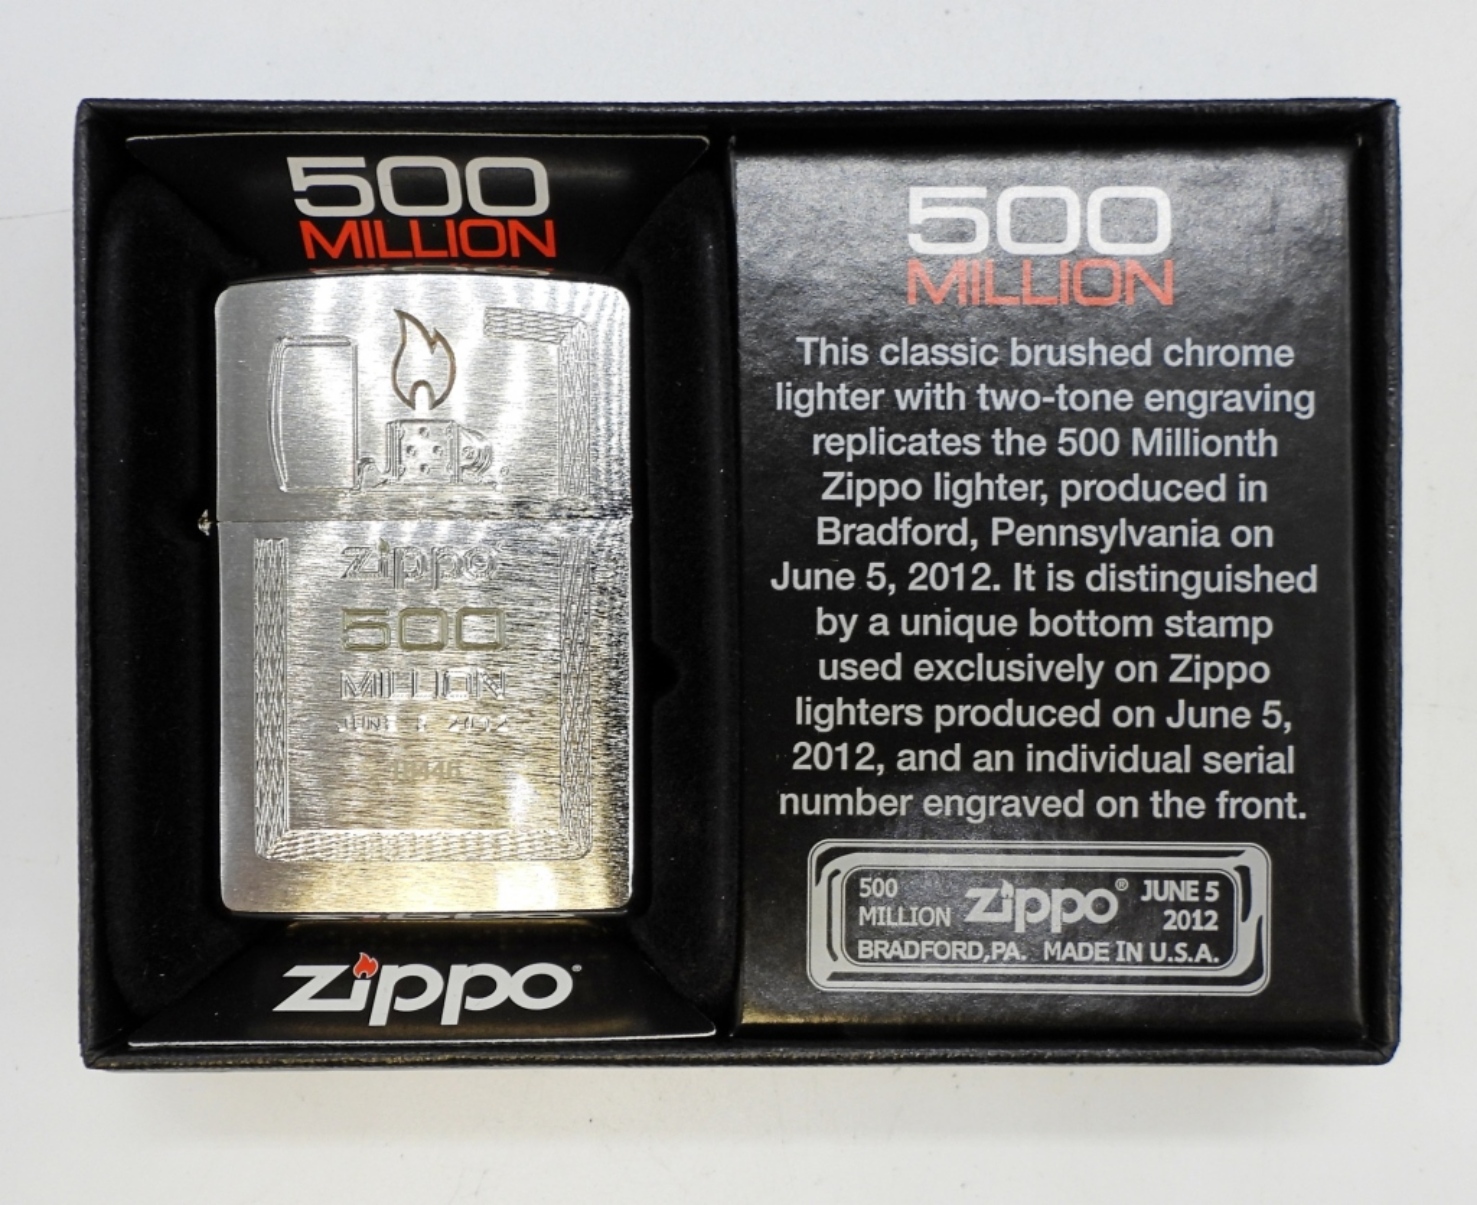 500
MILLION
Zippo
500
MILLION
JUNE 5 2012
Zippo
500
MILLION
This classic brushed chrome
lighter with two-tone engraving
replicates the 500 Millionth
Zippo lighter, produced in
Bradford, Pennsylvania on
June 5, 2012. It is distinguished
by a unique bottom stamp
used exclusively on Zippo
lighters produced on June 5,
2012, and an individual serial
number engraved on the front.
500 Zippo® JUNE 5
MILLION 2012
BRADFORD,PA. MADE IN U.S.A.